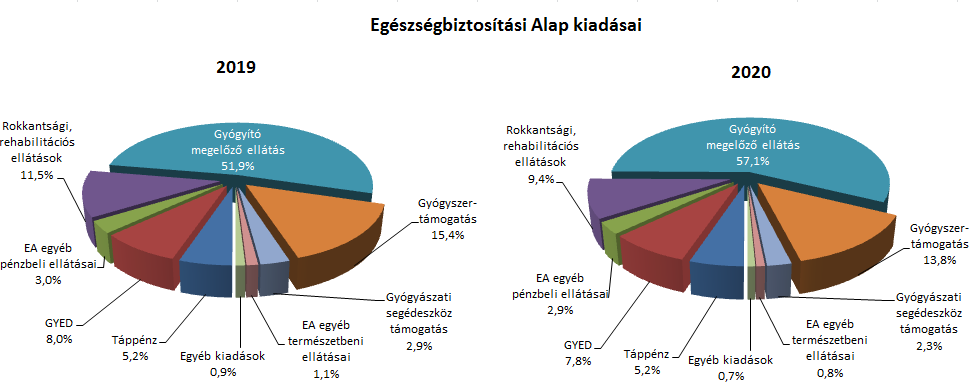 Egészségbiztosítási Alap kiadásai
2019
Rokkantsági,
rehabilitációs
ellátások
11,5%
Gyógyító
megelőző ellátás
51,9%
Gyógyszer-
támogatás
15,4%
EA egyéb
pénzbeli ellátásai
3,0%
GYED
8,0%
Táppénz
5,2%
Egyéb kiadások
0,9%
EA egyéb
természetbeni
ellátásai
1,1%
Gyógyászati
segédeszköz
támogatás
2,9%
2020
Rokkantsági,
rehabilitációs
ellátások
9,4%
Gyógyító
megelőző ellátás
57,1%
Gyógyszer-
támogatás
13,8%
EA egyéb
pénzbeli ellátásai
2,9%
GYED
7,8%
Táppénz
5,2%
Egyéb kiadások
0,7%
EA egyéb
természetbeni
ellátásai
0,8%
Gyógyászati
segédeszköz
támogatás
2,3%